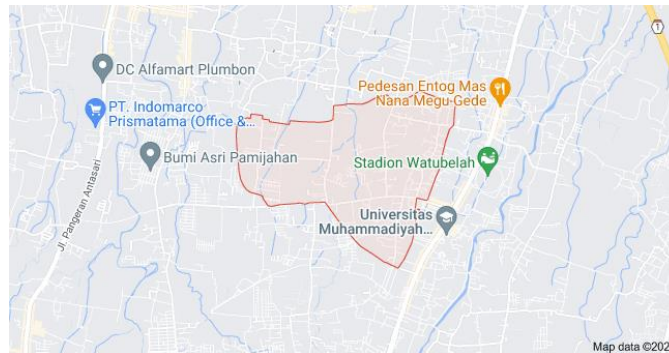 DC Alfamart Plumbon
PT. Indomarco
Prismatama (Office &...
Bumi Asri Pamijahan
Jl. Pangeran Antasari
Pedesan Entog Mas
Nana Megu Gede
Stadion Watubelah
Universitas
Muhammadiyah...
1
Map data ©202